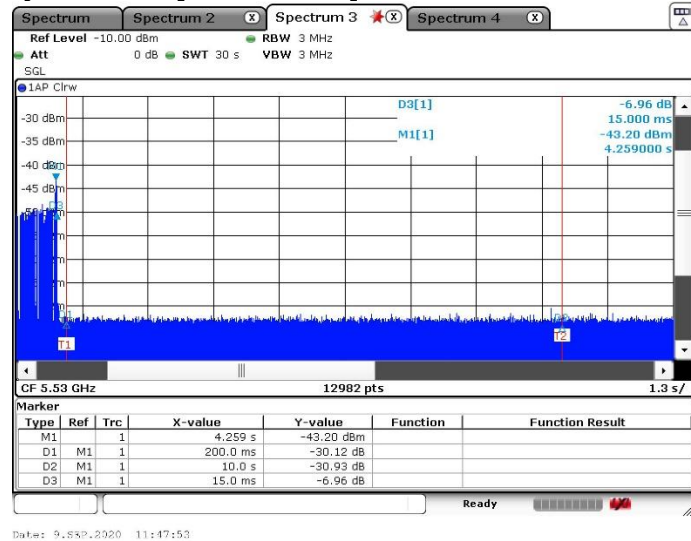 Spectrum Spectrum 2 X Spectrum 3 X Spectrum 4 X
Ref Level -10.00 dBm RBW 3 MHz
Att 0 dB SWT 30 s VBW 3 MHz
SGL
1AP Clrw
D3[1] -6.96 dB
15.000 ms
-30 dBm
M1[1] -43.20 dBm
-35 dBm
4.259000 s
-40 dBm
-45 dBm
D3
T1
T2
CF 5.53 GHz 12982 pts 1.3 s/
Marker
Type Ref Trc X-value Y-value Function Function Result
M1 1 4.259 s -43.20 dBm
D1 M1 1 200.0 ms -30.12 dB
D2 M1 1 10.0 s -30.93 dB
D3 M1 1 15.0 ms -6.96 dB
Ready
Date: 9.SEP.2020 11:47:53